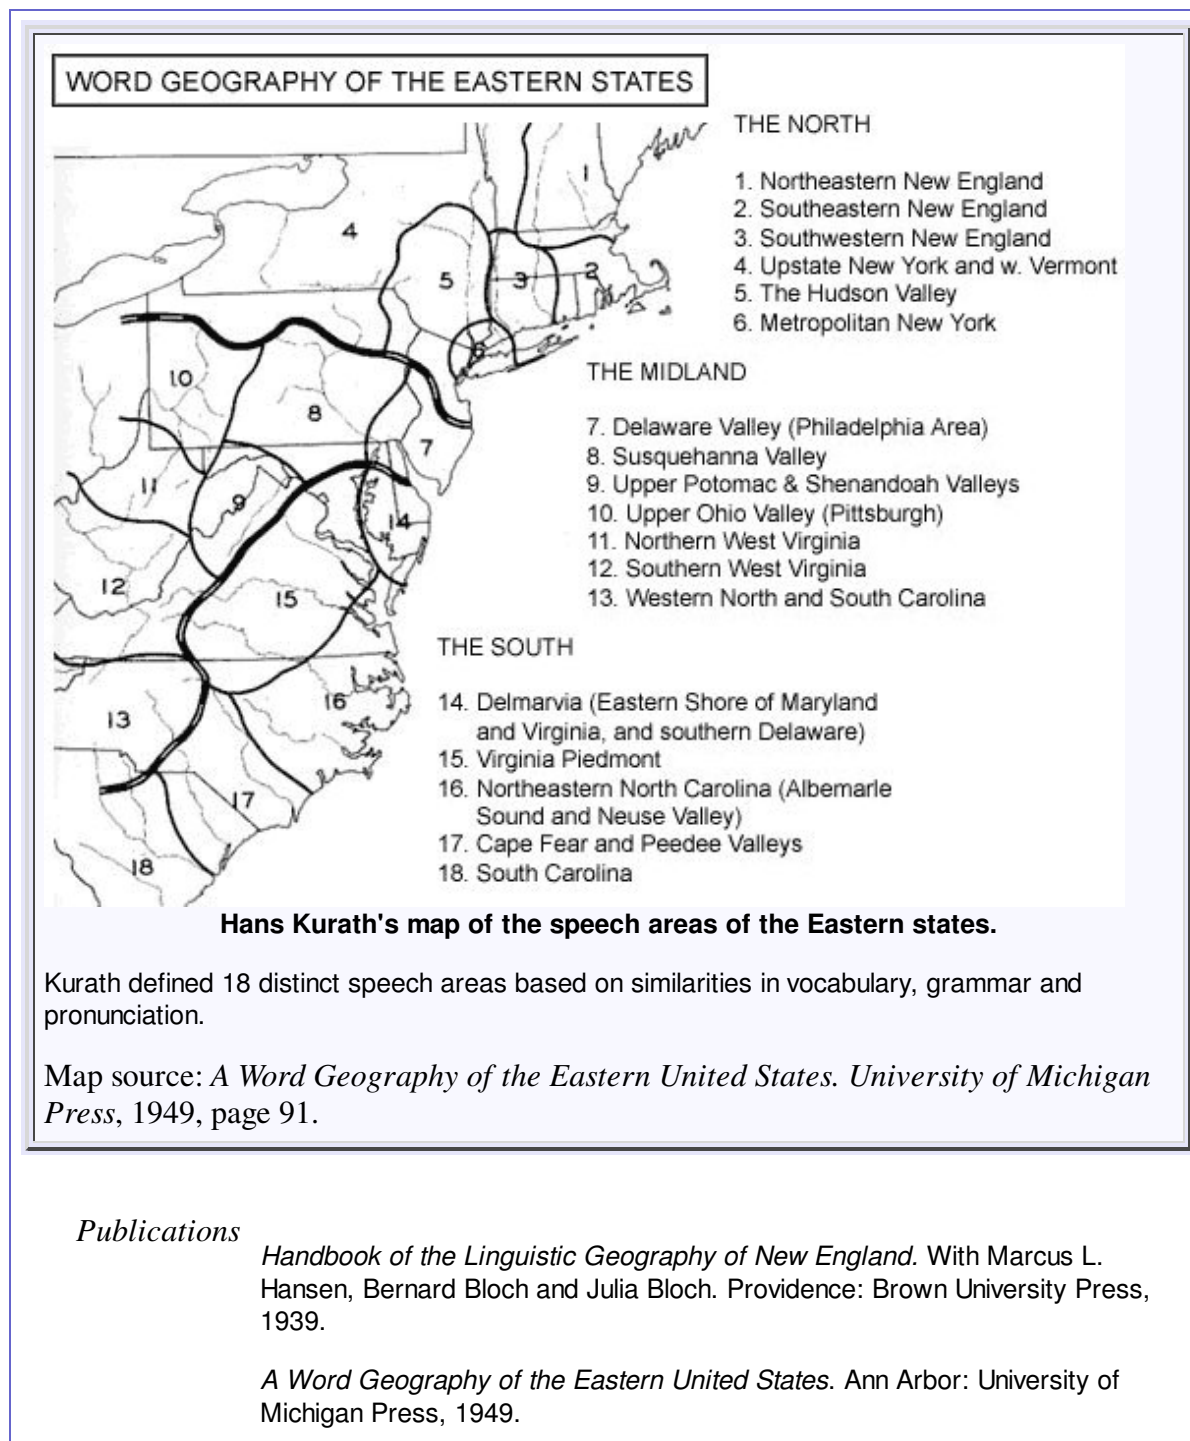 WORD GEOGRAPHY OF THE EASTERN STATES
THE NORTH
1. Northeastern New England
2. Southeastern New England
3. Southwestern New England
4. Upstate New York and w. Vermont
5. The Hudson Valley
6. Metropolitan New York
THE MIDLAND
7. Delaware Valley (Philadelphia Area)
8. Susquehanna Valley
9. Upper Potomac & Shenandoah Valleys
10. Upper Ohio Valley (Pittsburgh)
11. Northern West Virginia
12. Southern West Virginia
13. Western North and South Carolina
THE SOUTH
14. Delmarvia (Eastern Shore of Maryland
and Virginia, and southern Delaware)
15. Virginia Piedmont
16. Northeastern North Carolina (Albemarle
Sound and Neuse Valley)
17. Cape Fear and Peedee Valleys
18. South Carolina
1
2
3
4
5
6
7
8
9
10
11
12
13
14
15
16
17
18
Hans Kurath's map of the speech areas of the Eastern states.
Kurath defined 18 distinct speech areas based on similarities in vocabulary, grammar and
pronunciation.
Map source: A Word Geography of the Eastern United States. University of Michigan
Press, 1949, page 91.
Publications
Handbook of the Linguistic Geography of New England. With Marcus L.
Hansen, Bernard Bloch and Julia Bloch. Providence: Brown University Press,
1939.
A Word Geography of the Eastern United States. Ann Arbor: University of
Michigan Press, 1949.